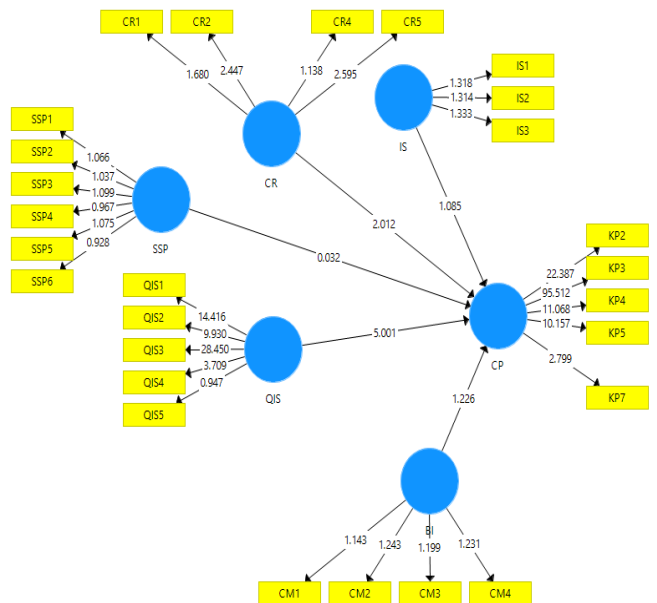 CR1 CR2 CR4 CR5
1.680 2.447 1.138 2.595
CR
IS1
IS2
IS3
1.318
1.314
1.333
IS
1.085
SSP1
SSP2
SSP3
SSP4
SSP5
SSP6
1.066
1.037
1.099
0.967
1.075
0.928
SSP
2.012
0.032
QIS1
QIS2
QIS3
QIS4
QIS5
14.416
9.930
28.450
3.709
0.947
QIS
5.001
KP2
KP3
KP4
KP5
KP7
22.387
95.512
11.068
10.157
2.799
CP
1.226
BI
1.143 1.243 1.199 1.231
CM1 CM2 CM3 CM4